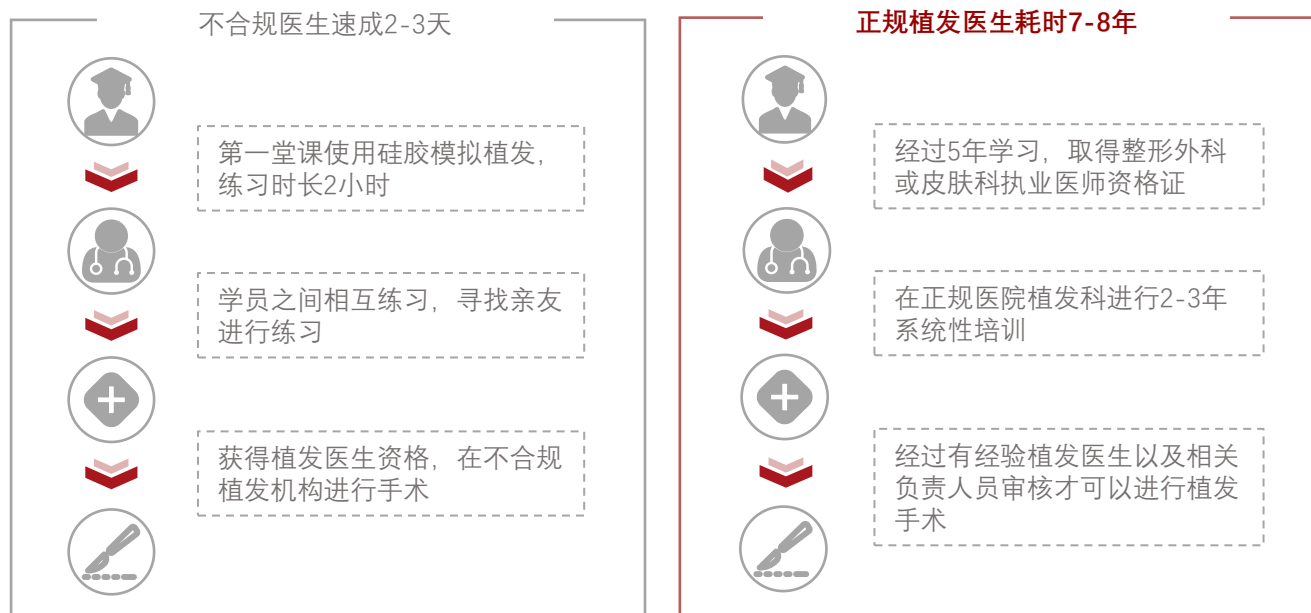 不合规医生速成2-3天
第一堂课使用硅胶模拟植发，
练习时长2小时
学员之间相互练习，寻找亲友
进行练习
获得植发医生资格，在不合规
植发机构进行手术
正规植发医生耗时7-8年
经过5年学习，取得整形外科
或皮肤科执业医师资格证
在正规医院植发科进行2-3年
系统性培训
经过有经验植发医生以及相关
负责人员审核才可以进行植发
手术